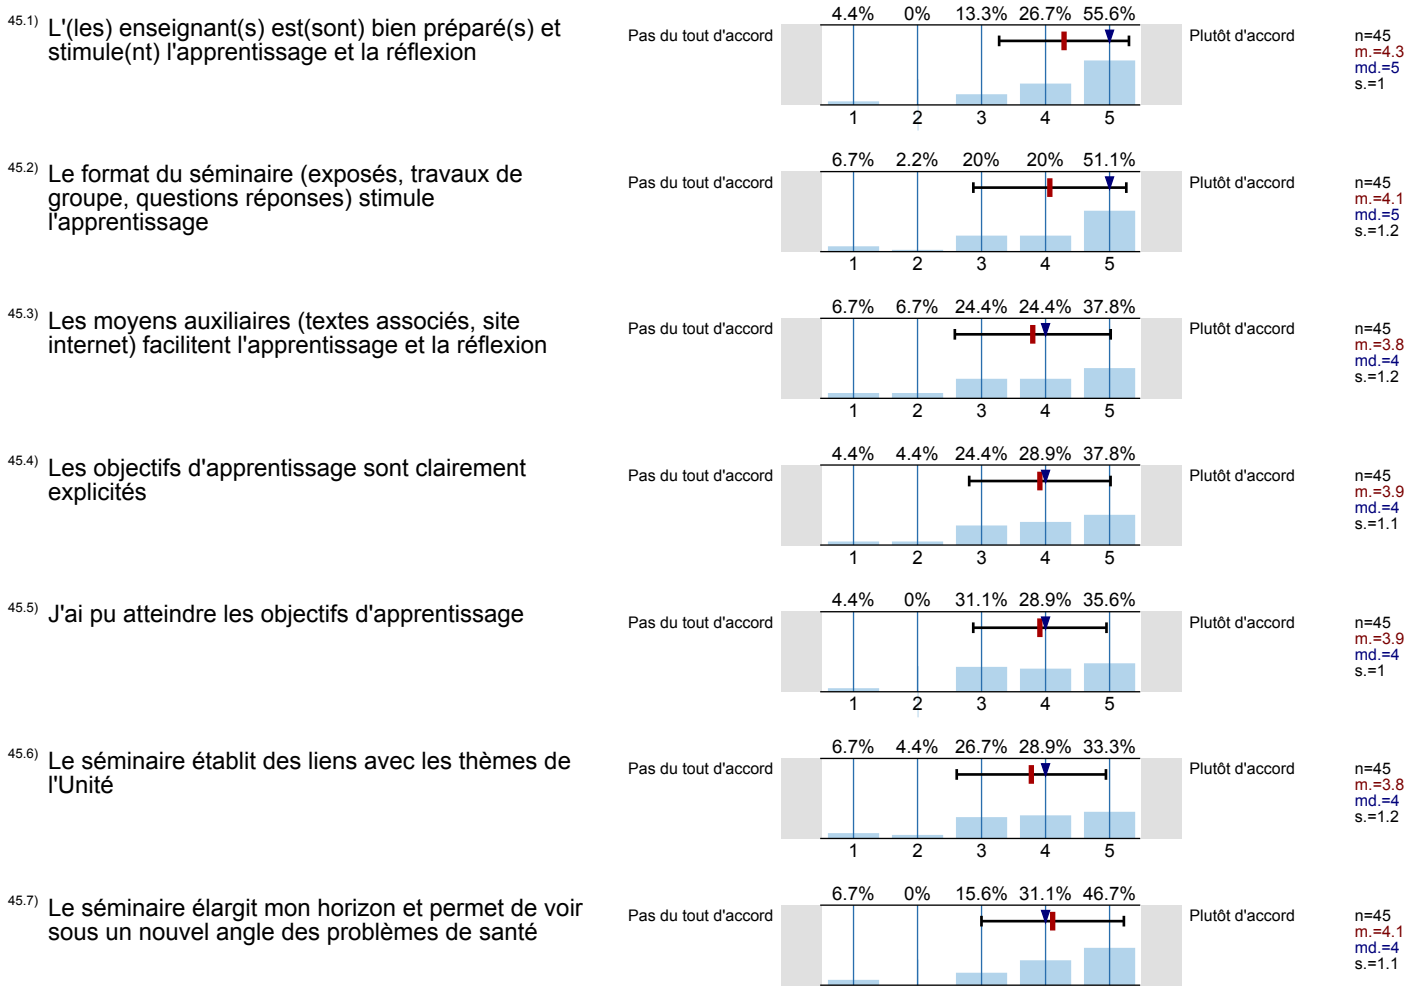 45.1) L'(les) enseignant(s) est(sont) bien préparé(s) et
stimule(nt) l'apprentissage et la réflexion
Pas du tout d'accord
4.4% 0% 13.3% 26.7% 55.6%
1 2 3 4 5
Plutôt d'accord
n=45
m.=4.3
md.=5
s.=1
45.2) Le format du séminaire (exposés, travaux de
groupe, questions réponses) stimule
l'apprentissage
Pas du tout d'accord
6.7% 2.2% 20% 20% 51.1%
1 2 3 4 5
Plutôt d'accord
n=45
m.=4.1
md.=5
s.=1.2
45.3) Les moyens auxiliaires (textes associés, site
internet) facilitent l'apprentissage et la réflexion
Pas du tout d'accord
6.7% 6.7% 24.4% 24.4% 37.8%
1 2 3 4 5
Plutôt d'accord
n=45
m.=3.8
md.=4
s.=1.2
45.4) Les objectifs d'apprentissage sont clairement
explicités
Pas du tout d'accord
4.4% 4.4% 24.4% 28.9% 37.8%
1 2 3 4 5
Plutôt d'accord
n=45
m.=3.9
md.=4
s.=1.1
45.5) J'ai pu atteindre les objectifs d'apprentissage
Pas du tout d'accord
4.4% 0% 31.1% 28.9% 35.6%
1 2 3 4 5
Plutôt d'accord
n=45
m.=3.9
md.=4
s.=1
45.6) Le séminaire établit des liens avec les thèmes de
l'Unité
Pas du tout d'accord
6.7% 4.4% 26.7% 28.9% 33.3%
1 2 3 4 5
Plutôt d'accord
n=45
m.=3.8
md.=4
s.=1.2
45.7) Le séminaire élargit mon horizon et permet de voir
sous un nouvel angle des problèmes de santé
Pas du tout d'accord
6.7% 0% 15.6% 31.1% 46.7%
Plutôt d'accord
n=45
m.=4.1
md.=4
s.=1.1